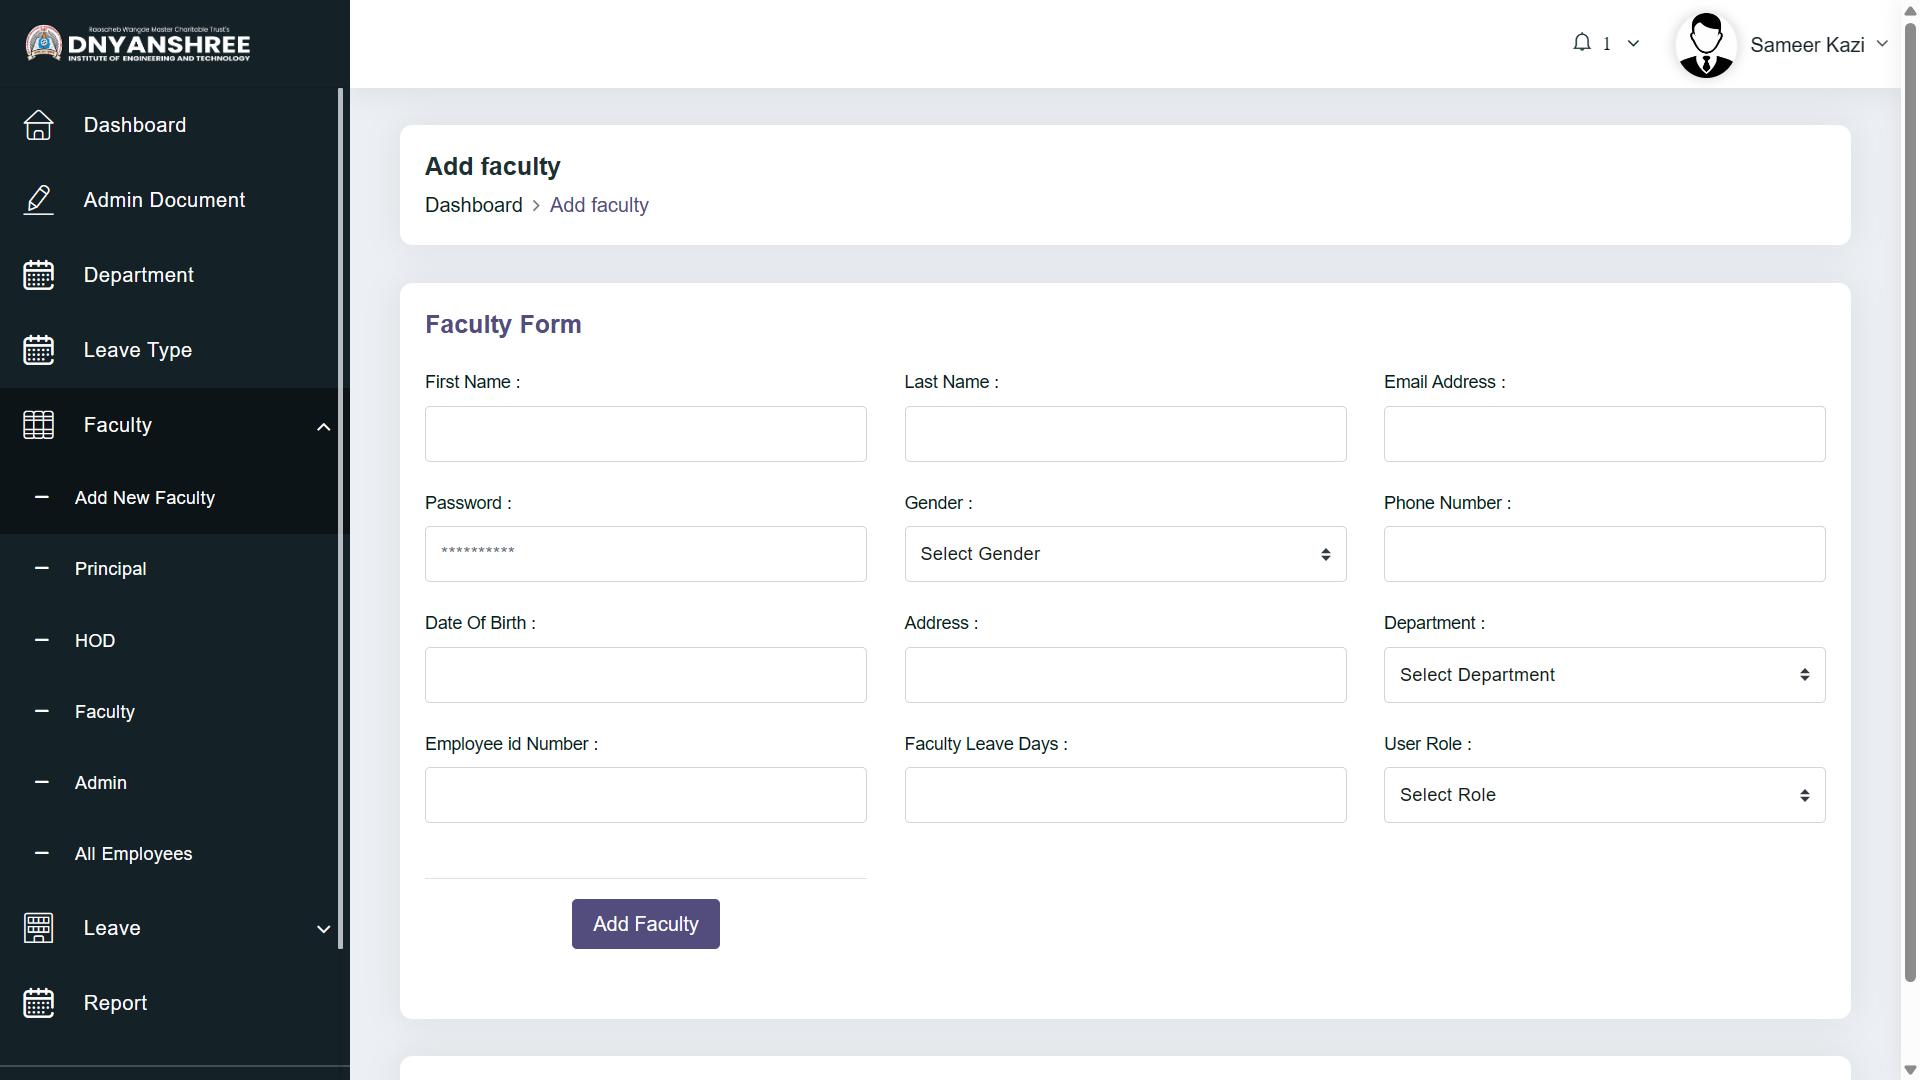 Raosaheb Wangde Master Charitable Trust's
DNYANSHREE
INSTITUTE OF ENGINEERING AND TECHNOLOGY
1
Sameer Kazi
Dashboard
Admin Document
Department
Leave Type
Faculty
Add New Faculty
Principal
HOD
Faculty
Admin
All Employees
Leave
Report
Add faculty
Dashboard > Add faculty
Faculty Form
First Name :
Last Name :
Email Address :
Password :
Gender :
Phone Number :
**********
Select Gender
Date Of Birth :
Address :
Department :
Select Department
Employee id Number :
Faculty Leave Days :
User Role :
Select Role
Add Faculty